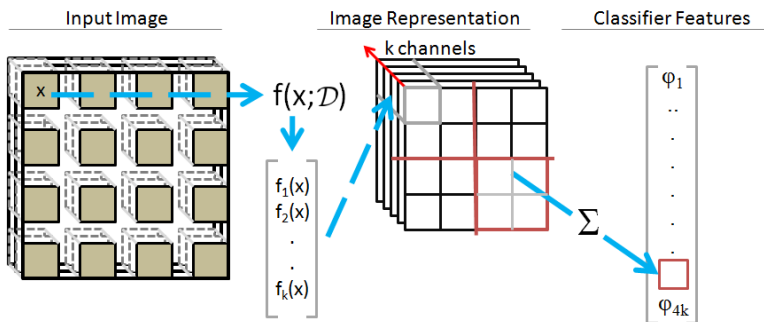 Input Image
Image Representation
Classifier Features
k channels
x
f(x;𝒟)
f₁(x)
f₂(x)
.
.
fₖ(x)
Σ
φ₁
..
.
.
.
.
.
φ₄ₖ